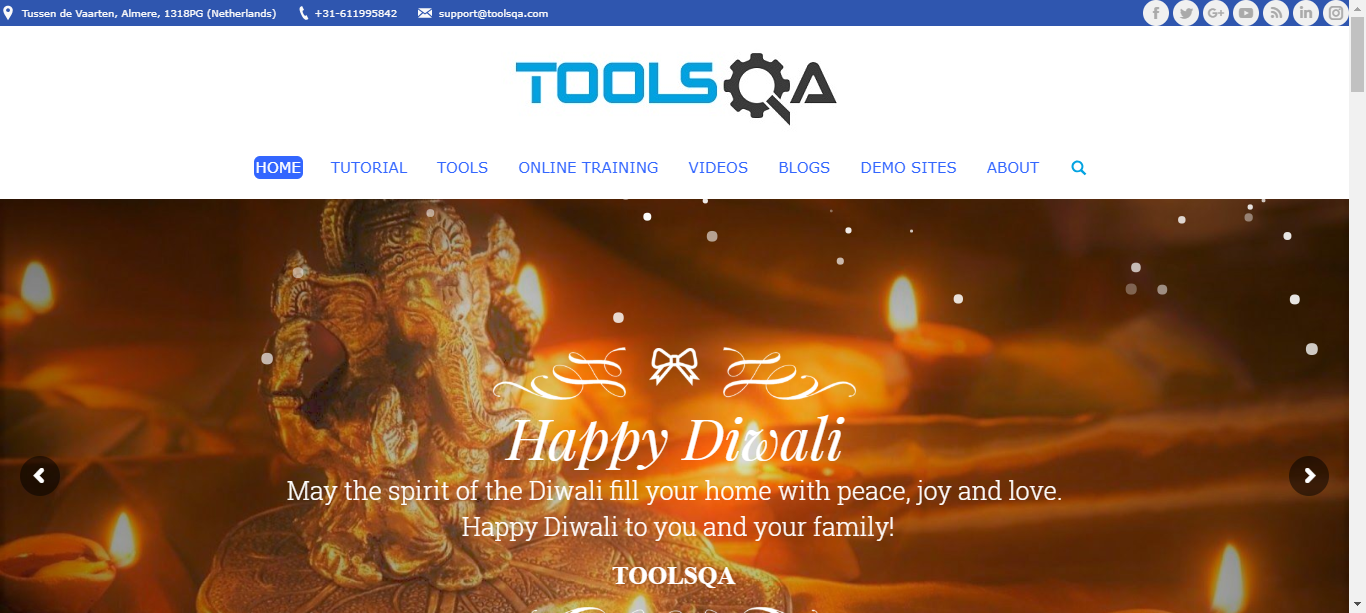 Tussen de Vaarten, Almere, 1318PG (Netherlands) +31-611995842 support@toolsqa.com
TOOLSQA
HOME TUTORIAL TOOLS ONLINE TRAINING VIDEOS BLOGS DEMO SITES ABOUT
Happy Diwali
May the spirit of the Diwali fill your home with peace, joy and love.
Happy Diwali to you and your family!
TOOLSQA